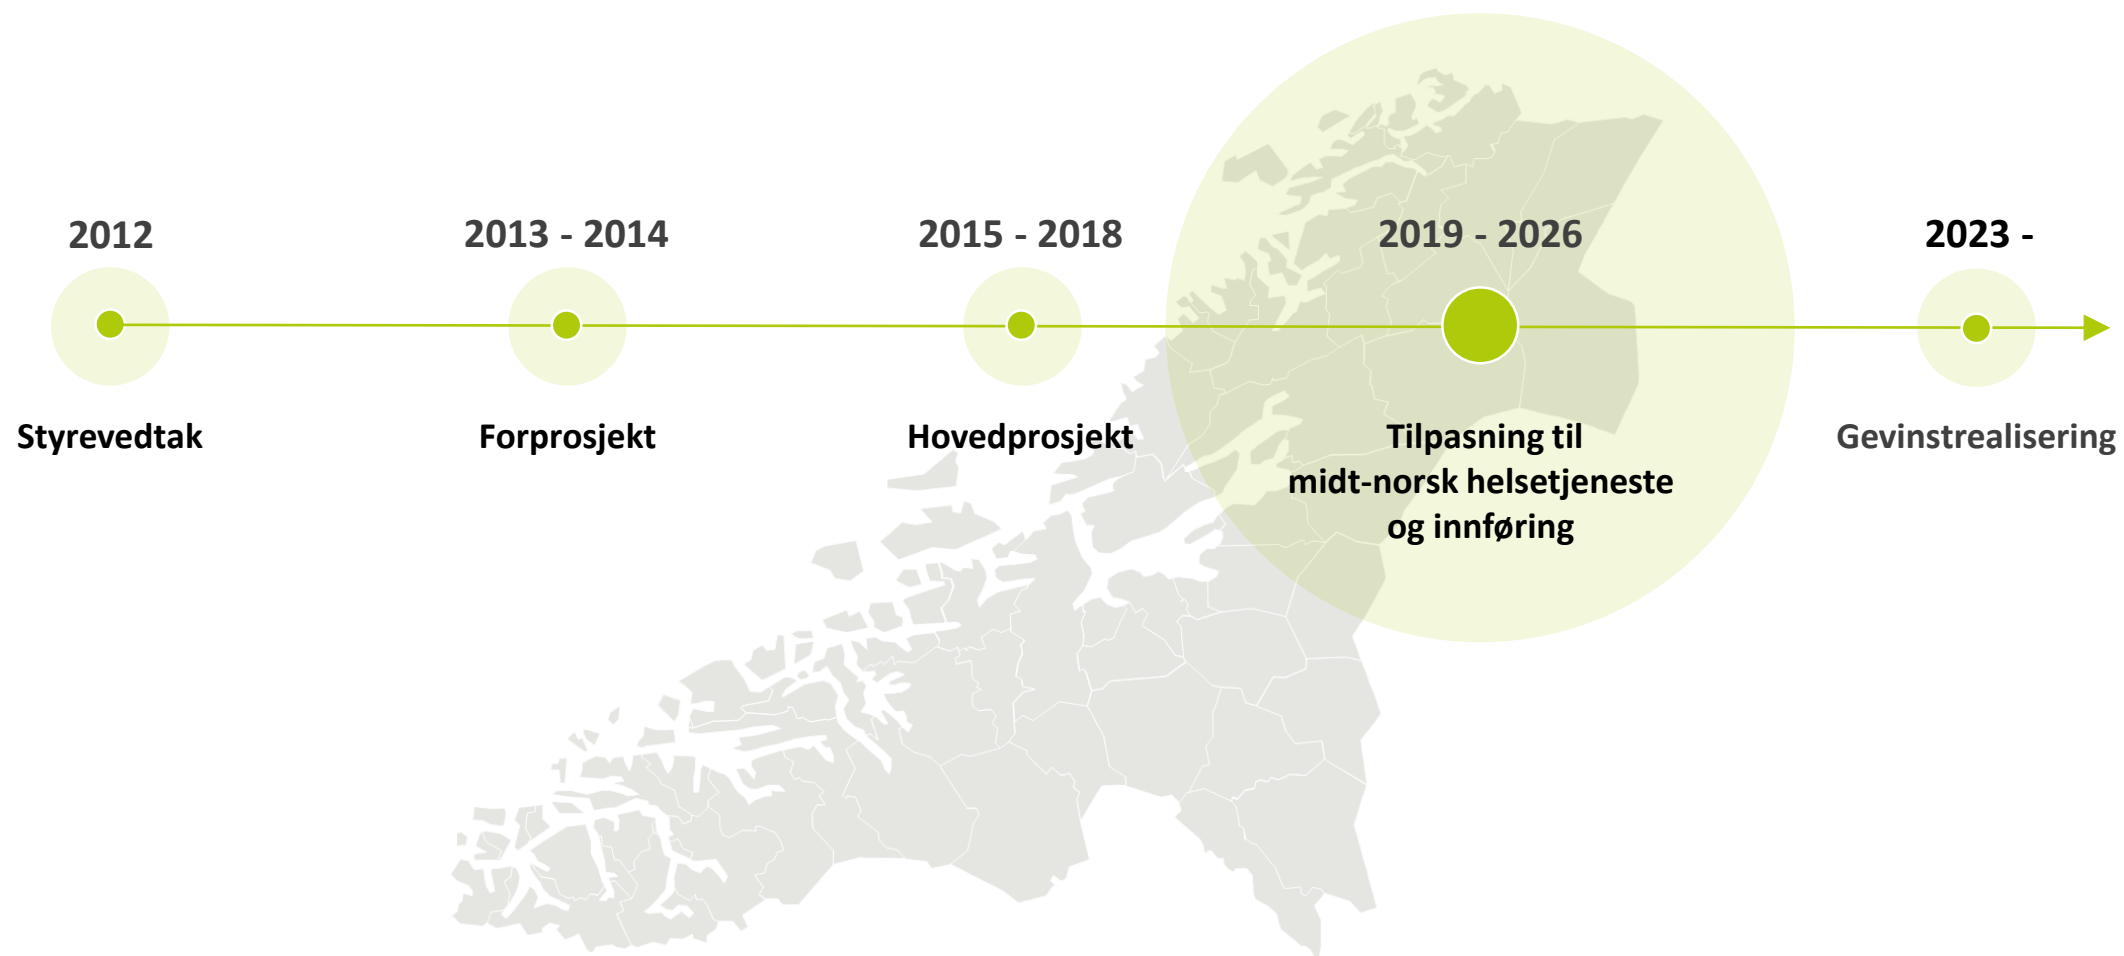 2012
2013 - 2014
2015 - 2018
2019 - 2026
2023 -
Styrevedtak
Forprosjekt
Hovedprosjekt
Tilpasning til
midt-norsk helsetjeneste
og innføring
Gevinstrealisering